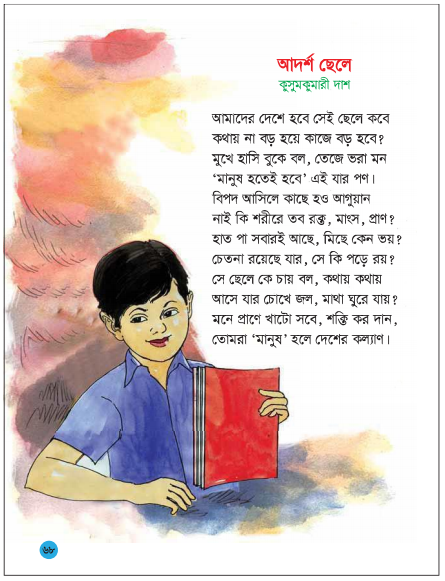 আদর্শ ছেলে
কুসুমকুমারী দাশ
আমাদের দেশে হবে সেই ছেলে কবে
কথায় না বড় হয়ে কাজে বড় হবে?
মুখে হাসি বুকে বল, তেজে ভরা মন
‘মানুষ হতেই হবে’ এই যার পণ।
বিপদ আসিলে কাছে হও আগুয়ান
নাই কি শরীরে তব রক্ত, মাংস, প্রাণ?
হাত পা সবারই আছে, মিছে কেন ভয়?
চেতনা রয়েছে যার, সে কি পড়ে রয়?
সে ছেলে কে চায় বল, কথায় কথায়
আসে যার চোখে জল, মাথা ঘুরে যায়?
মনে প্রাণে খাটো সবে, শক্তি কর দান,
তোমরা ‘মানুষ’ হলে দেশের কল্যাণ।
৬৮